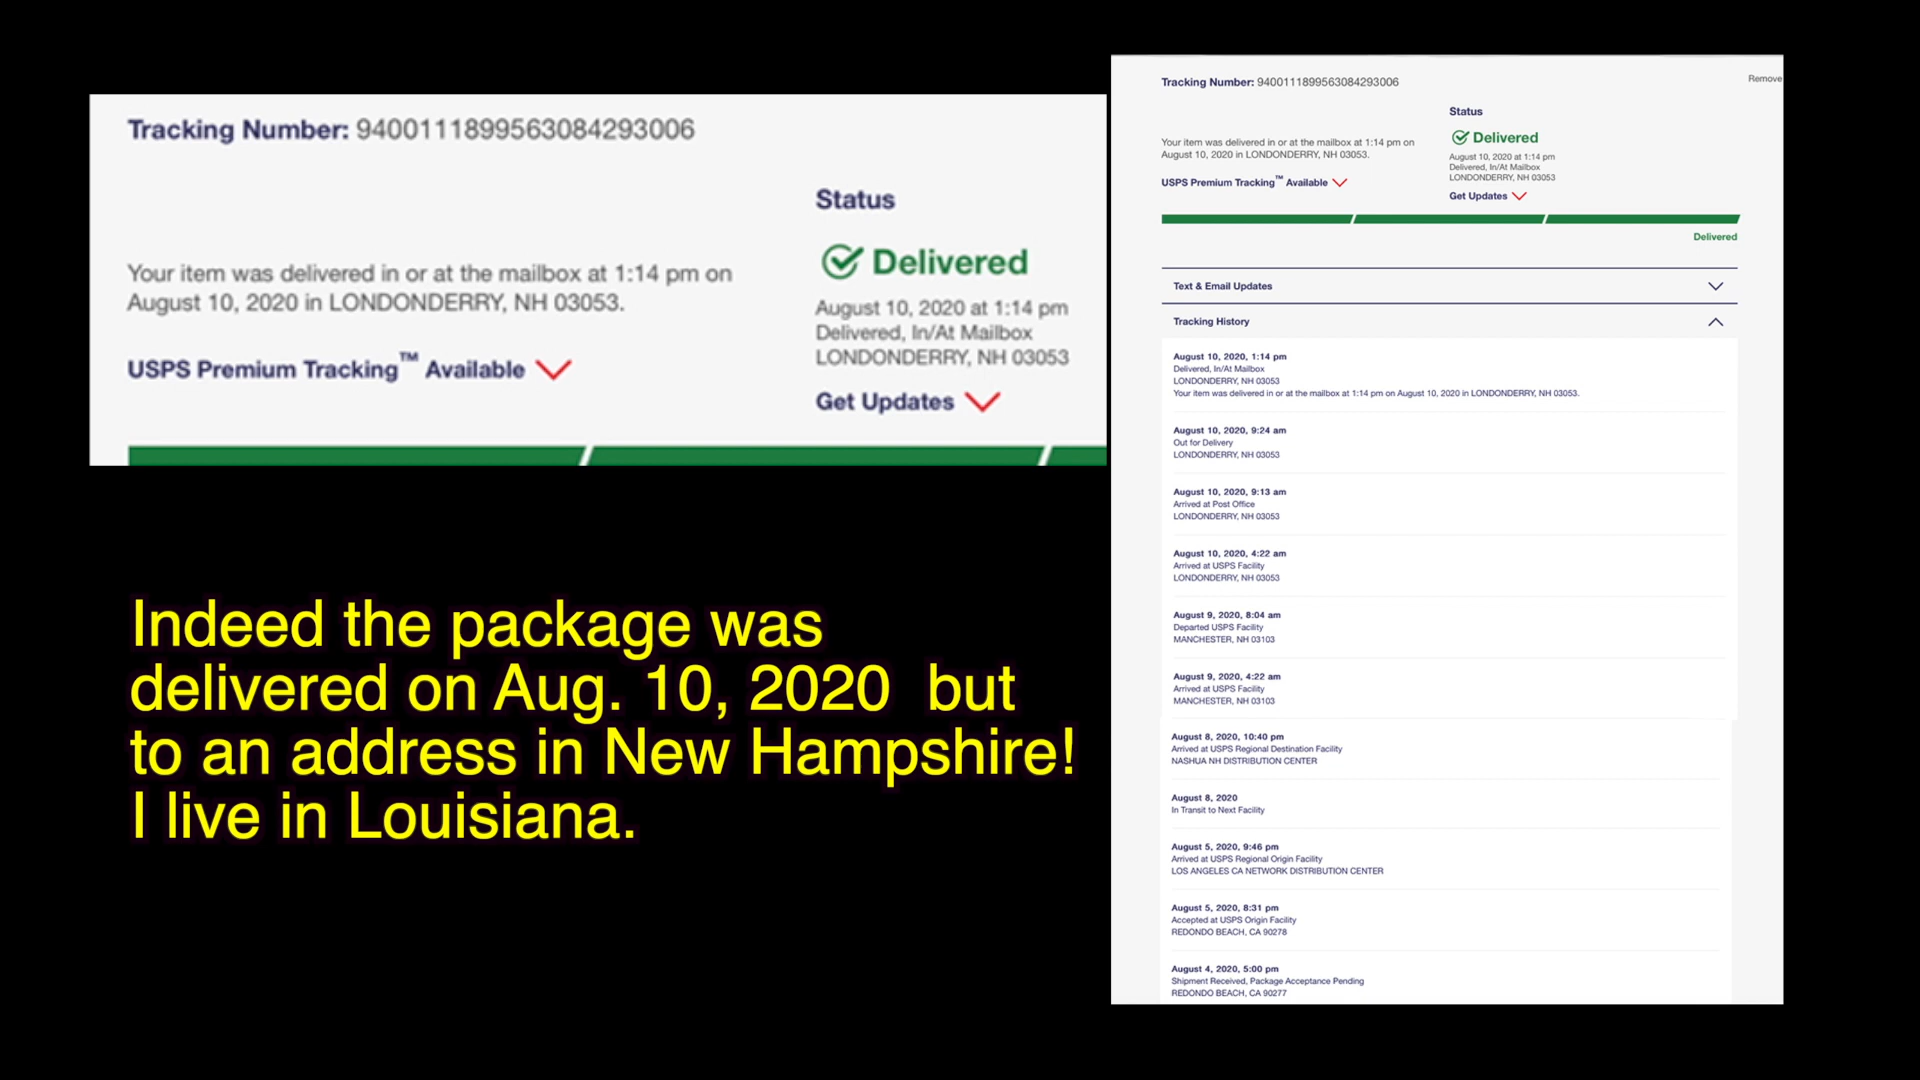 Tracking Number: 9400111899563084293006
Status
Delivered
Your item was delivered in or at the mailbox at 1:14 pm on
August 10, 2020 in LONDONDERRY, NH 03053.
August 10, 2020 at 1:14 pm
Delivered, In/At Mailbox
LONDONDERRY, NH 03053
USPS Premium Tracking™ Available
Get Updates
Indeed the package was
delivered on Aug. 10, 2020 but
to an address in New Hampshire!
I live in Louisiana.
Tracking Number: 9400111899563084293006
Remove
Status
Delivered
Your item was delivered in or at the mailbox at 1:14 pm on
August 10, 2020 in LONDONDERRY, NH 03053.
August 10, 2020 at 1:14 pm
Delivered, In/At Mailbox
LONDONDERRY, NH 03053
USPS Premium Tracking™ Available
Get Updates
Delivered
Text & Email Updates
Tracking History
August 10, 2020, 1:14 pm
Delivered, In/At Mailbox
LONDONDERRY, NH 03053
Your item was delivered in or at the mailbox at 1:14 pm on August 10, 2020 in LONDONDERRY, NH 03053.
August 10, 2020, 9:24 am
Out for Delivery
LONDONDERRY, NH 03053
August 10, 2020, 9:13 am
Arrived at Post Office
LONDONDERRY, NH 03053
August 10, 2020, 4:22 am
Arrived at USPS Facility
LONDONDERRY, NH 03053
August 9, 2020, 8:04 am
Departed USPS Facility
MANCHESTER, NH 03103
August 9, 2020, 4:22 am
Arrived at USPS Facility
MANCHESTER, NH 03103
August 8, 2020, 10:40 pm
Arrived at USPS Regional Destination Facility
NASHUA NH DISTRIBUTION CENTER
August 8, 2020
In Transit to Next Facility
August 5, 2020, 9:46 pm
Arrived at USPS Regional Origin Facility
LOS ANGELES CA NETWORK DISTRIBUTION CENTER
August 5, 2020, 8:31 pm
Accepted at USPS Origin Facility
REDONDO BEACH, CA 90278
August 4, 2020, 5:00 pm
Shipment Received, Package Acceptance Pending
REDONDO BEACH, CA 90277